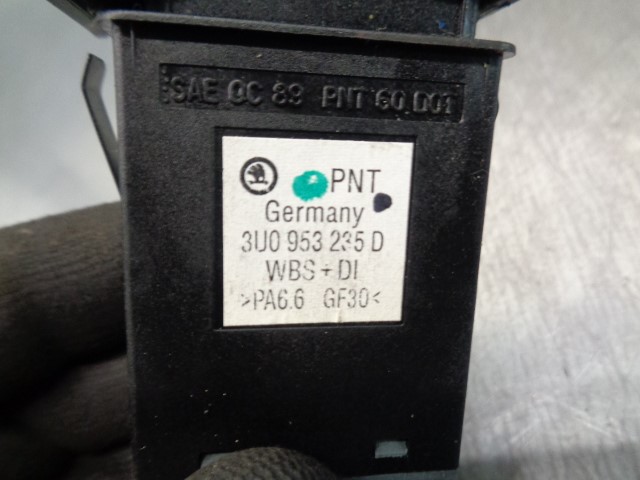 SAE QC 89 PNT 60 D01
PNT
Germany
3U0 953 235 D
WBS + DI
>PA6.6 GF30<